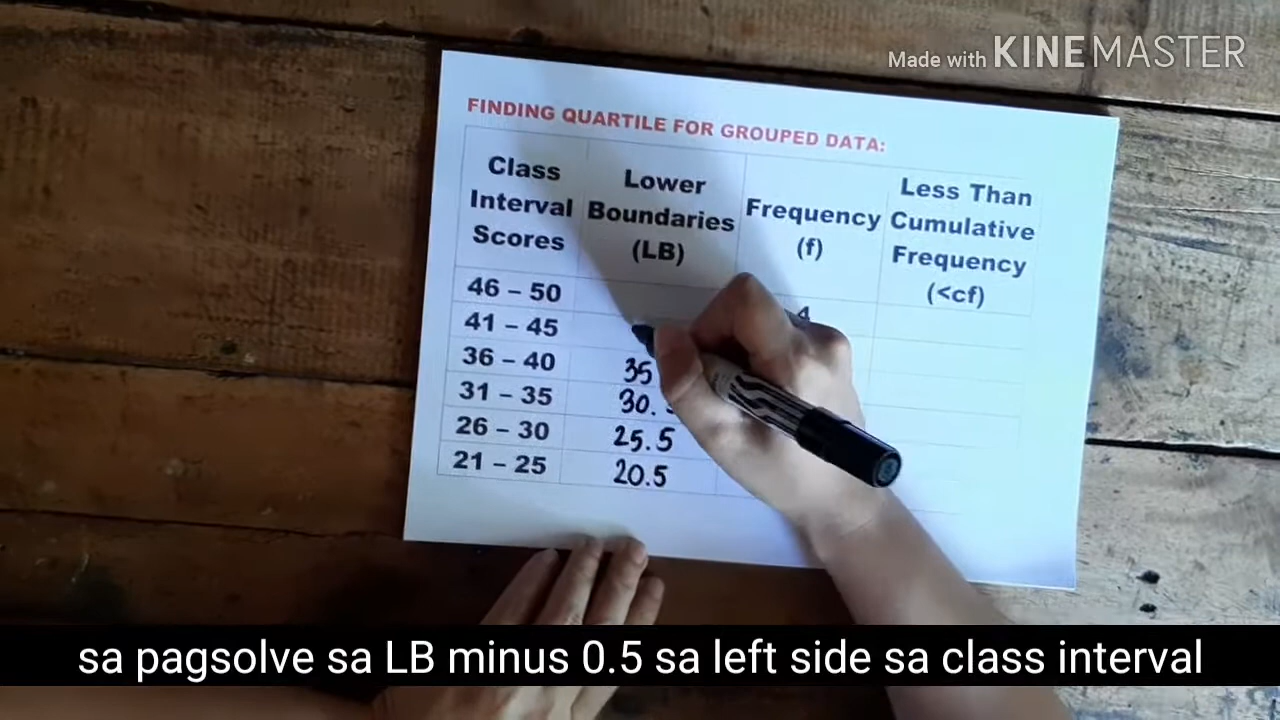 Made with KINEMASTER
FINDING QUARTILE FOR GROUPED DATA:
Class Interval Scores
Lower Boundaries (LB)
Frequency (f)
Less Than Cumulative Frequency (<cf)
46 – 50 4
41 – 45
36 – 40 35
31 – 35 30.
26 – 30 25.5
21 – 25 20.5
sa pagsolve sa LB minus 0.5 sa left side sa class interval